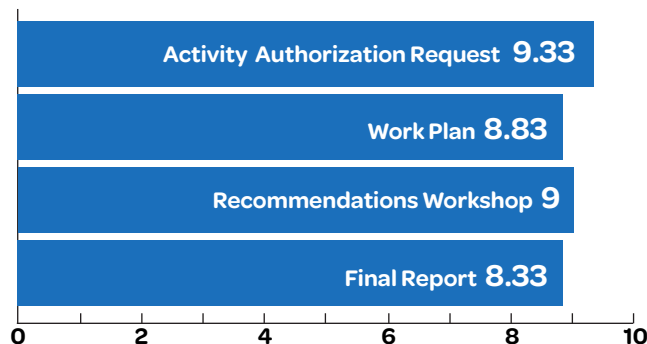 Activity Authorization Request 9.33
Work Plan 8.83
Recommendations Workshop 9
Final Report 8.33
0 2 4 6 8 10